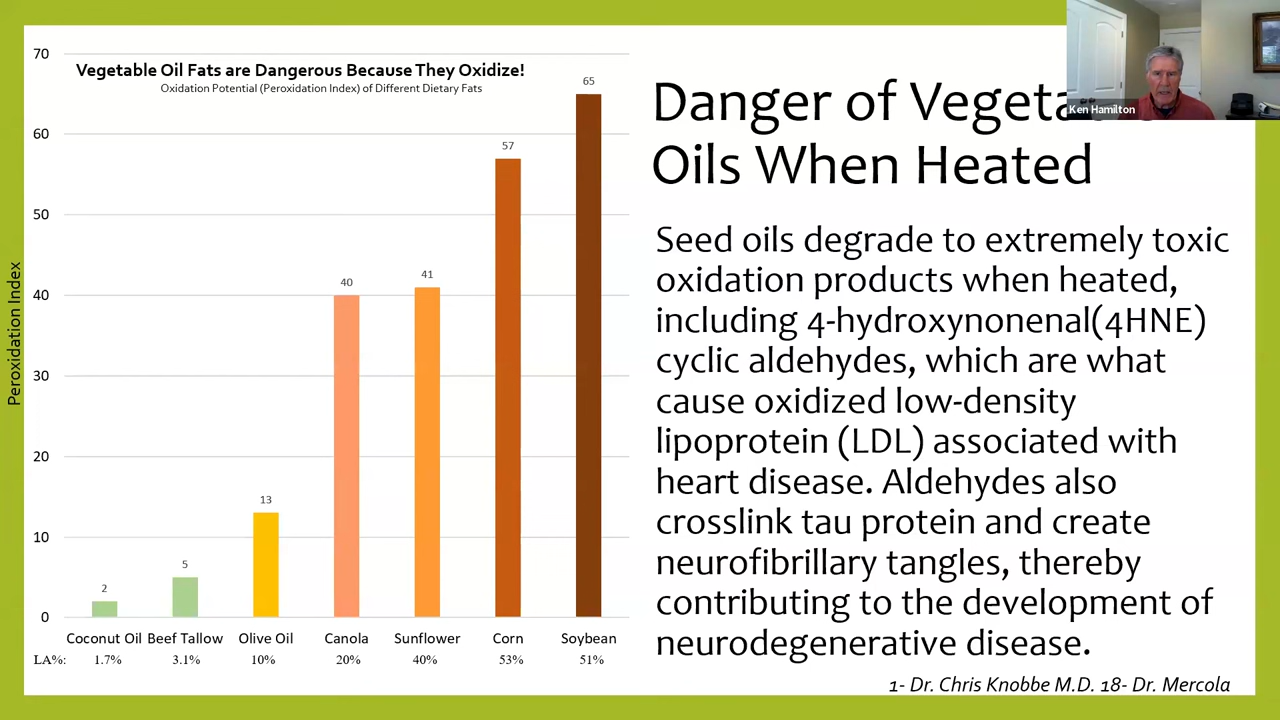 Vegetable Oil Fats are Dangerous Because They Oxidize!
Oxidation Potential (Peroxidation Index) of Different Dietary Fats
Peroxidation Index
70
60
50
40
30
20
10
0
2
5
13
40
41
57
65
Coconut Oil Beef Tallow Olive Oil Canola Sunflower Corn Soybean
LA%: 1.7% 3.1% 10% 20% 40% 53% 51%
Ken Hamilton
Danger of
Oils When Heated
Seed oils degrade to extremely toxic
oxidation products when heated,
including 4-hydroxynonenal(4HNE)
cyclic aldehydes, which are what
cause oxidized low-density
lipoprotein (LDL) associated with
heart disease. Aldehydes also
crosslink tau protein and create
neurofibrillary tangles, thereby
contributing to the development of
neurodegenerative disease.
1- Dr. Chris Knobbe M.D. 18- Dr. Mercola